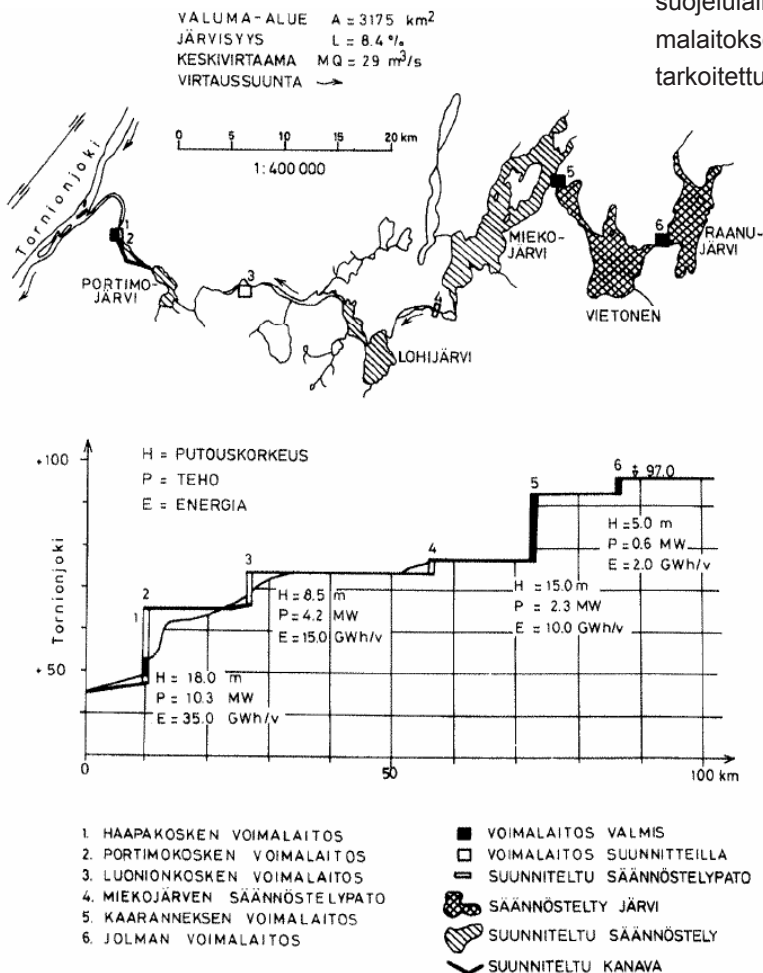 suojelulain
malaitokse
tarkoitettu
VALUMA-ALUE A = 3175 km²
JÄRVISYYS L = 8.4 %
KESKIVIRTAAMA MQ = 29 m³/s
VIRTAUSSUUNTA →
0 5 10 15 20 km
1:400 000
Tornionjoki
1
2
PORTIMO-
JÄRVI
3
LOHIJÄRVI
4
MIEKO-
JÄRVI
5
VIETONEN
6
RAANU-
JÄRVI
+100
+50
Tornionjoki
H = PUTOUSKORKEUS
P = TEHO
E = ENERGIA
1
2
H = 18.0 m
P = 10.3 MW
E = 35.0 GWh/v
3
H = 8.5 m
P = 4.2 MW
E = 15.0 GWh/v
4
5
H = 15.0 m
P = 2.3 MW
E = 10.0 GWh/v
6
97.0
H = 5.0 m
P = 0.6 MW
E = 2.0 GWh/v
0 50 100 km
1. HAAPAKOSKEN VOIMALAITOS
2. PORTIMOKOSKEN VOIMALAITOS
3. LUONIONKOSKEN VOIMALAITOS
4. MIEKOJÄRVEN SÄÄNNÖSTELYPATO
5. KAARANNEKSEN VOIMALAITOS
6. JOLMAN VOIMALAITOS
VOIMALAITOS VALMIS
VOIMALAITOS SUUNNITTEILLA
SUUNNITELTU SÄÄNNÖSTELYPATO
SÄÄNNÖSTELTY JÄRVI
SUUNNITELTU SÄÄNNÖSTELY
SUUNNITELTU KANAVA